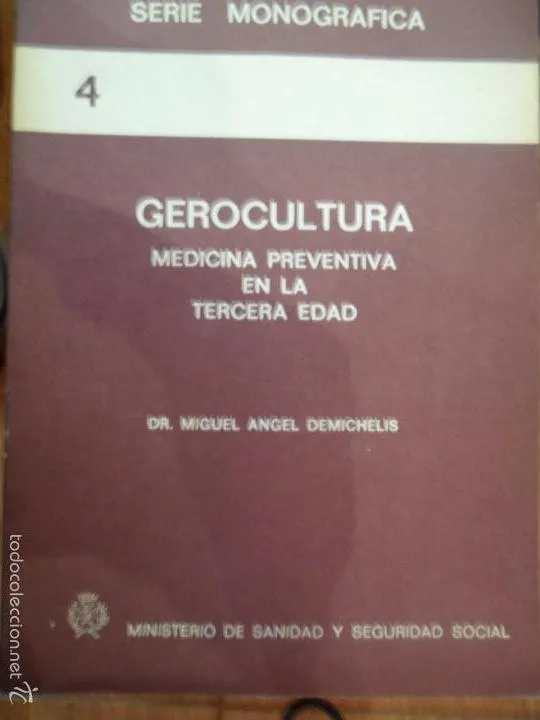 SERIE MONOGRAFICA
4
GEROCULTURA
MEDICINA PREVENTIVA
EN LA
TERCERA EDAD
DR. MIGUEL ANGEL DEMICHELIS
MINISTERIO DE SANIDAD Y SEGURIDAD SOCIAL
todocoleccion.net